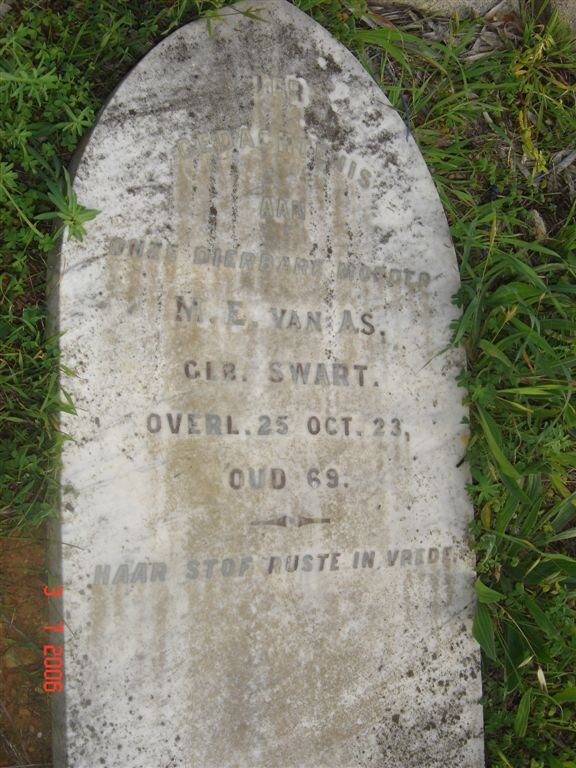 IN
GEDACHTENIS
AAN
ONZE DIERBARE MOEDER
M. E. VAN AS,
GEB. SWART.
OVERL. 25 OCT. 23,
OUD 69.
HAAR STOF RUSTE IN VREDE.
3 7 2006